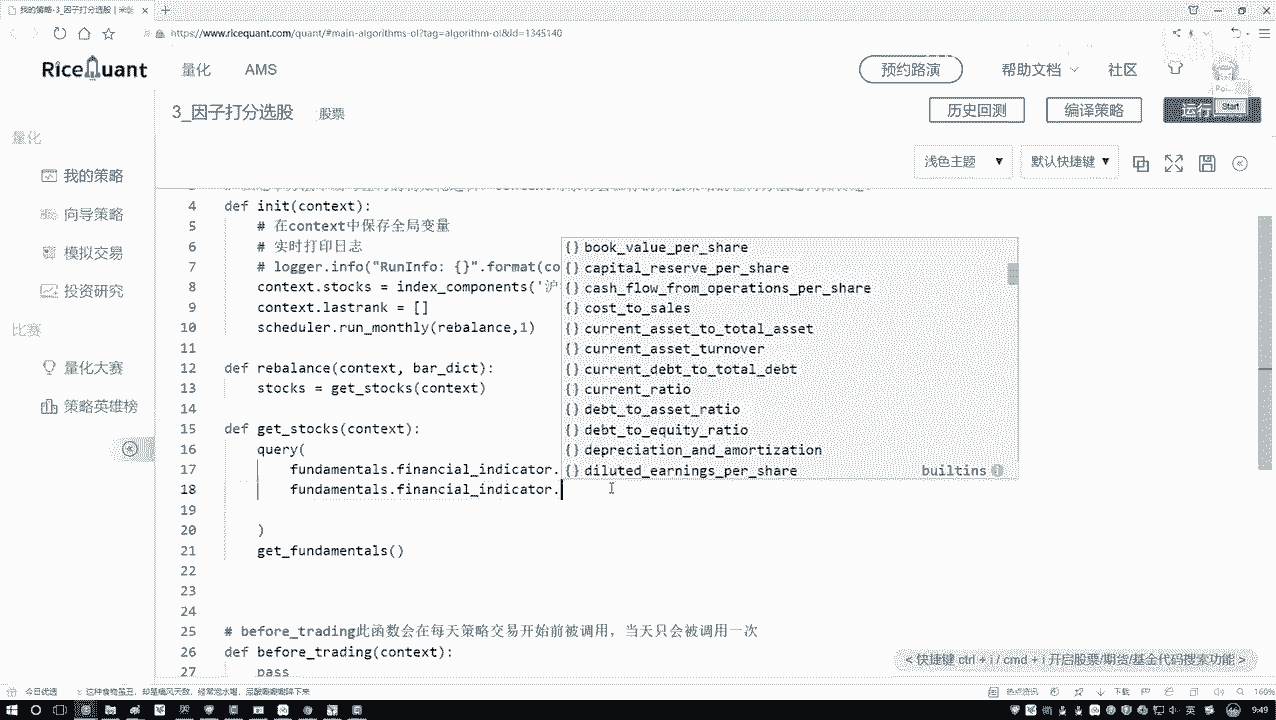 我的策略-3_因子打分选股
https://www.ricequant.com/quant/#main-algorithms-ol?tag=algorithm-ol&id=1345140
RiceQuant 量化 AMS 预约路演 帮助文档 社区
3_因子打分选股 股票 历史回测 编译策略 运行 Start
浅色主题 默认快捷键
量化
我的策略
向导策略
模拟交易
投资研究
比赛
量化大赛
策略英雄榜
4 def init(context):
5 # 在context中保存全局变量
6 # 实时打印日志
7 # logger.info("RunInfo: {}".format(co
8 context.stocks = index_components('沪
9 context.lastrank = []
10 scheduler.run_monthly(rebalance,1)
11
12 def rebalance(context, bar_dict):
13 stocks = get_stocks(context)
14
15 def get_stocks(context):
16 query(
17 fundamentals.financial_indicator.
18 fundamentals.financial_indicator.
19
20 )
21 get_fundamentals()
22
23
24
25 # before_trading此函数会在每天策略交易开始前被调用，当天只会被调用一次
26 def before_trading(context):
27 pass
{} book_value_per_share
{} capital_reserve_per_share
{} cash_flow_from_operations_per_share
{} cost_to_sales
{} current_asset_to_total_asset
{} current_asset_turnover
{} current_debt_to_total_debt
{} current_ratio
{} debt_to_asset_ratio
{} debt_to_equity_ratio
{} depreciation_and_amortization
{} diluted_earnings_per_share builtins
< 快捷键 ctrl + i / cmd + i 开启股票/期货/基金代码搜索功能 >
今日优选 热点资讯 下载 160%
英 9:49